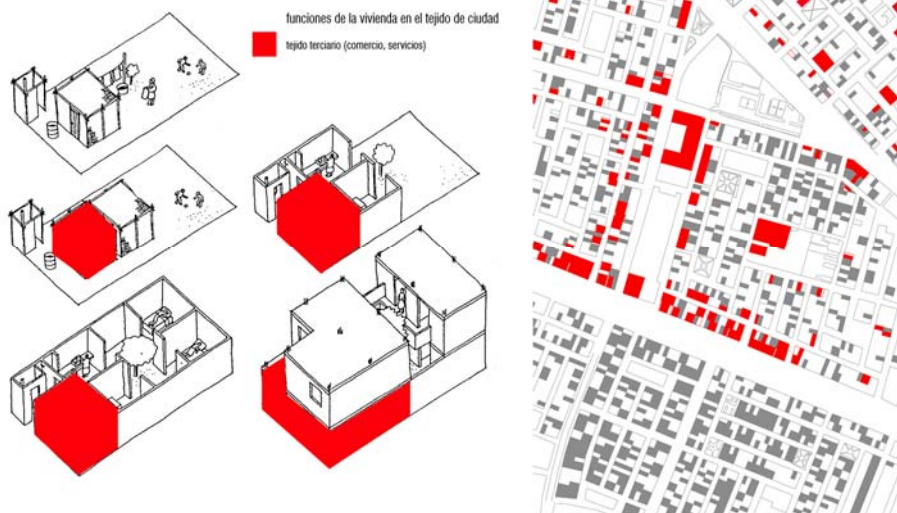 funciones de la vivienda en el tejido de ciudad
tejido terciario (comercio, servicios)